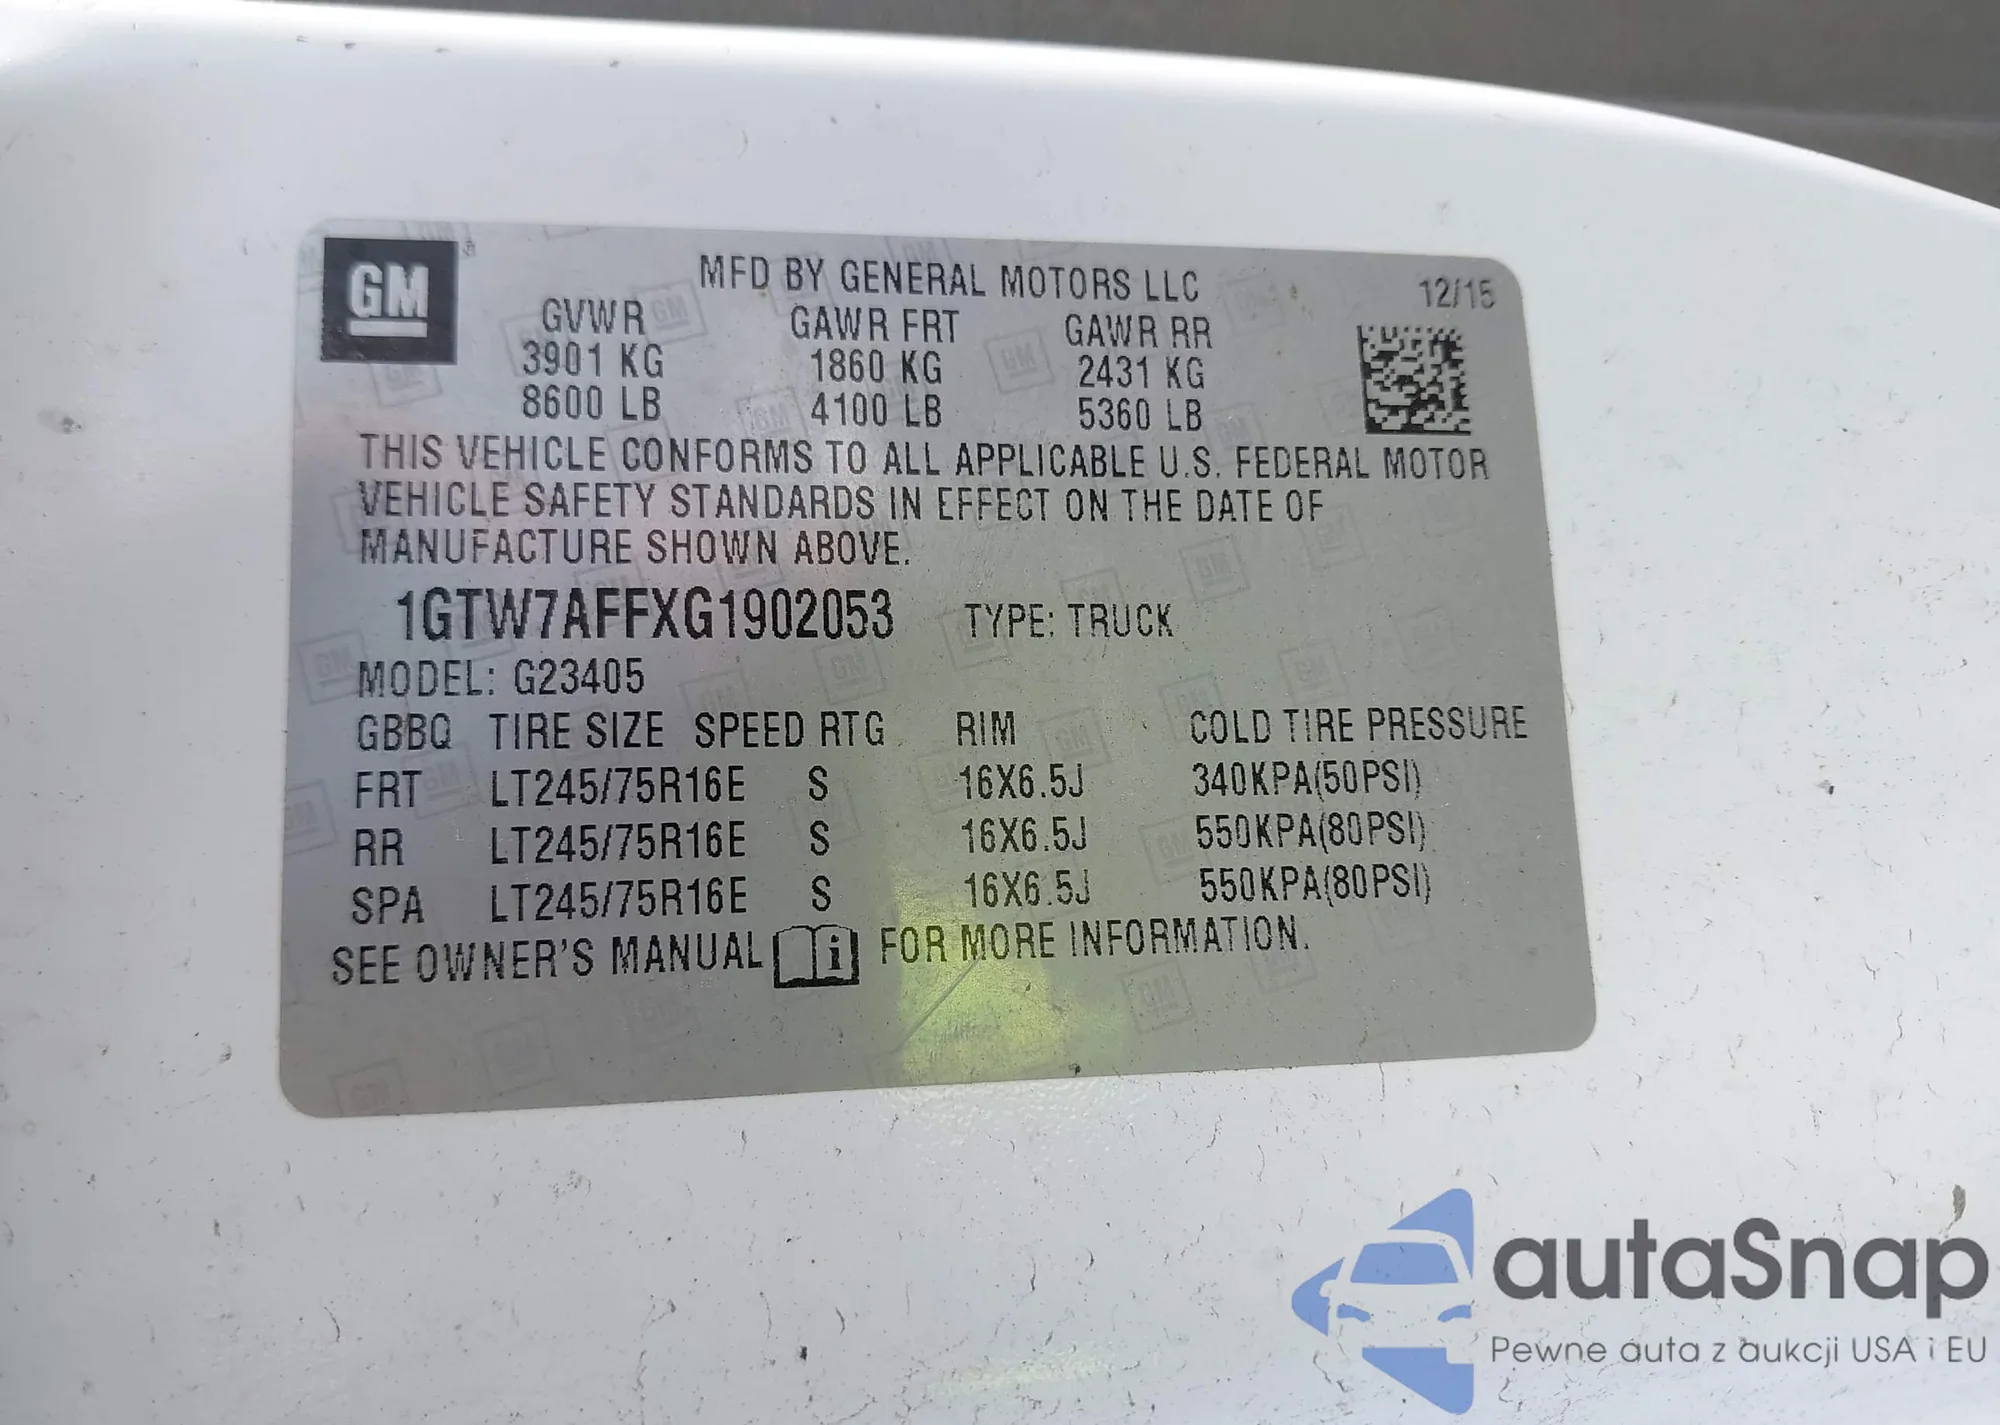 GM
MFD BY GENERAL MOTORS LLC 12/15
GVWR GAWR FRT GAWR RR
3901 KG 1860 KG 2431 KG
8600 LB 4100 LB 5360 LB
THIS VEHICLE CONFORMS TO ALL APPLICABLE U.S. FEDERAL MOTOR
VEHICLE SAFETY STANDARDS IN EFFECT ON THE DATE OF
MANUFACTURE SHOWN ABOVE.
1GTW7AFFXG1902053 TYPE: TRUCK
MODEL: G23405
GBBQ TIRE SIZE SPEED RTG RIM COLD TIRE PRESSURE
FRT LT245/75R16E S 16X6.5J 340KPA(50PSI)
RR LT245/75R16E S 16X6.5J 550KPA(80PSI)
SPA LT245/75R16E S 16X6.5J 550KPA(80PSI)
SEE OWNER'S MANUAL i FOR MORE INFORMATION.
autaSnap
Pewne auta z aukcji USA i EU